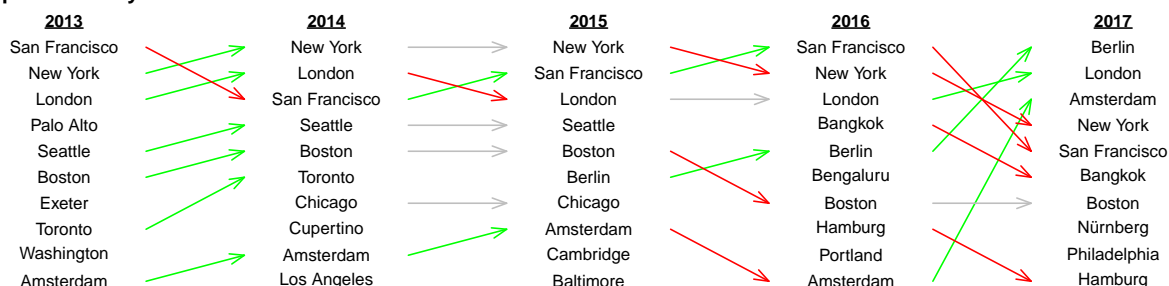 2013 2014 2015 2016 2017
San Francisco New York New York San Francisco Berlin
New York London San Francisco New York London
London San Francisco London London Amsterdam
Palo Alto Seattle Seattle Bangkok New York
Seattle Boston Boston Berlin San Francisco
Boston Toronto Berlin Bengaluru Bangkok
Exeter Chicago Chicago Boston Boston
Toronto Cupertino Amsterdam Hamburg Nürnberg
Washington Amsterdam Cambridge Portland Philadelphia
Amsterdam Los Angeles Baltimore Amsterdam Hamburg